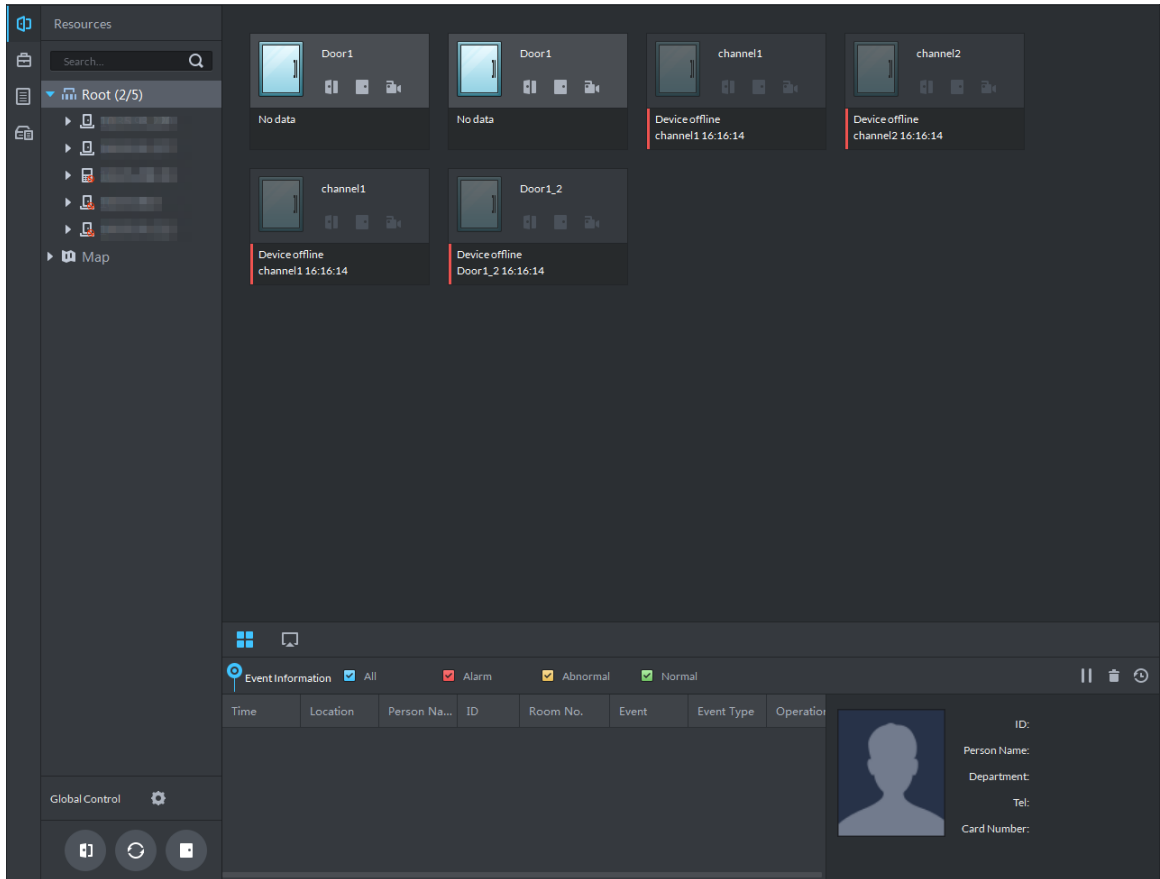 Resources
Search...
Root (2/5)
Map
Global Control
Door1
No data
Door1
No data
channel1
Device offline
channel1 16:16:14
channel2
Device offline
channel2 16:16:14
channel1
Device offline
channel1 16:16:14
Door1_2
Device offline
Door1_2 16:16:14
Event Information All Alarm Abnormal Normal
Time Location Person Na... ID Room No. Event Event Type Operation
ID:
Person Name:
Department:
Tel:
Card Number: